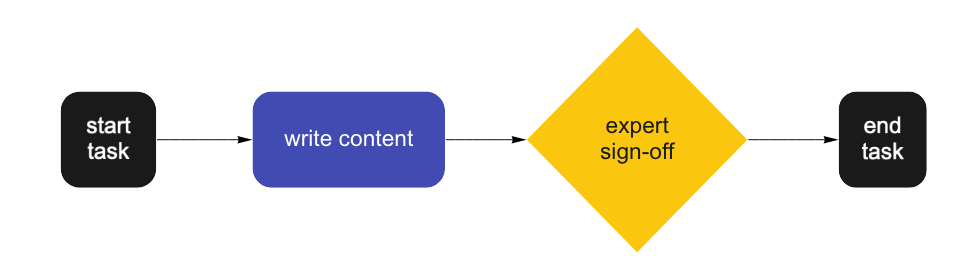 start
task
write content
expert
sign-off
end
task